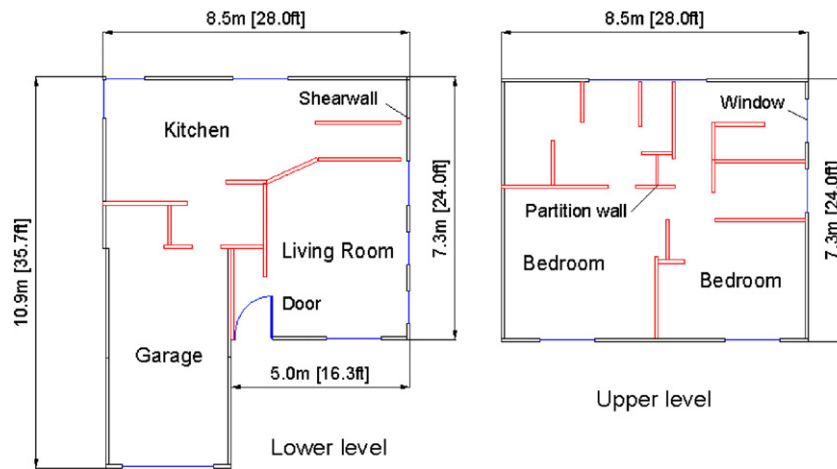 8.5m [28.0ft]
Shearwall
Kitchen
10.9m [35.7ft]
7.3m [24.0ft]
Living Room
Door
Garage
5.0m [16.3ft]
Lower level
8.5m [28.0ft]
Window
7.3m [24.0ft]
Partition wall
Bedroom
Bedroom
Upper level